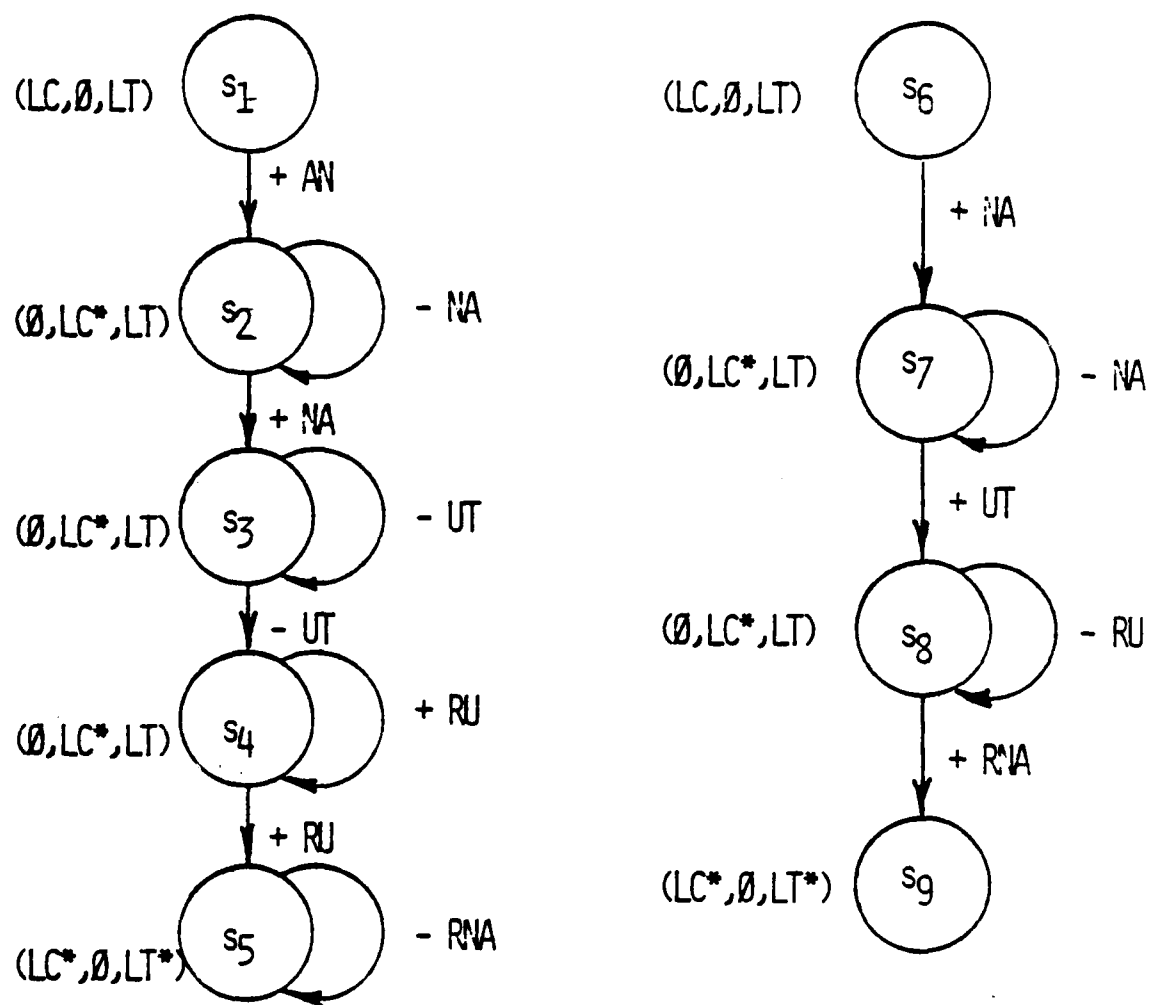 (LC,Ø,LT) s1
+ AN
(Ø,LC*,LT) s2 - NA
+ NA
(Ø,LC*,LT) s3 - UT
- UT
(Ø,LC*,LT) s4 + RU
+ RU
(LC*,Ø,LT*) s5 - RNA
(LC,Ø,LT) s6
+ NA
(Ø,LC*,LT) s7 - NA
+ UT
(Ø,LC*,LT) s8 - RU
+ RNA
(LC*,Ø,LT*) s9